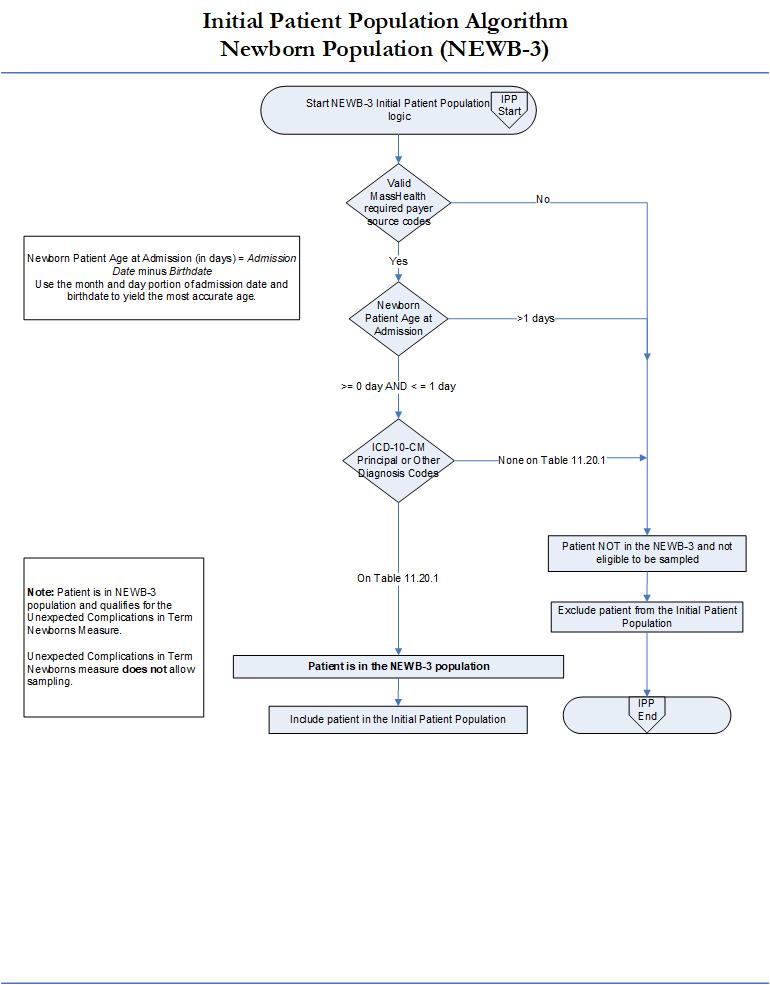 Initial Patient Population Algorithm
Newborn Population (NEWB-3)
Start NEWB-3 Initial Patient Population
logic
IPP
Start
Valid
MassHealth
required payer
source codes
No
Yes
Newborn Patient Age at Admission (in days) = Admission
Date minus Birthdate
Use the month and day portion of admission date and
birthdate to yield the most accurate age.
Newborn
Patient Age at
Admission
>1 days
>= 0 day AND < = 1 day
ICD-10-CM
Principal or Other
Diagnosis Codes
None on Table 11.20.1
On Table 11.20.1
Patient NOT in the NEWB-3 and not
eligible to be sampled
Note: Patient is in NEWB-3
population and qualifies for the
Unexpected Complications in Term
Newborns Measure.
Unexpected Complications in Term
Newborns measure does not allow
sampling.
Exclude patient from the Initial Patient
Population
Patient is in the NEWB-3 population
Include patient in the Initial Patient Population
IPP
End